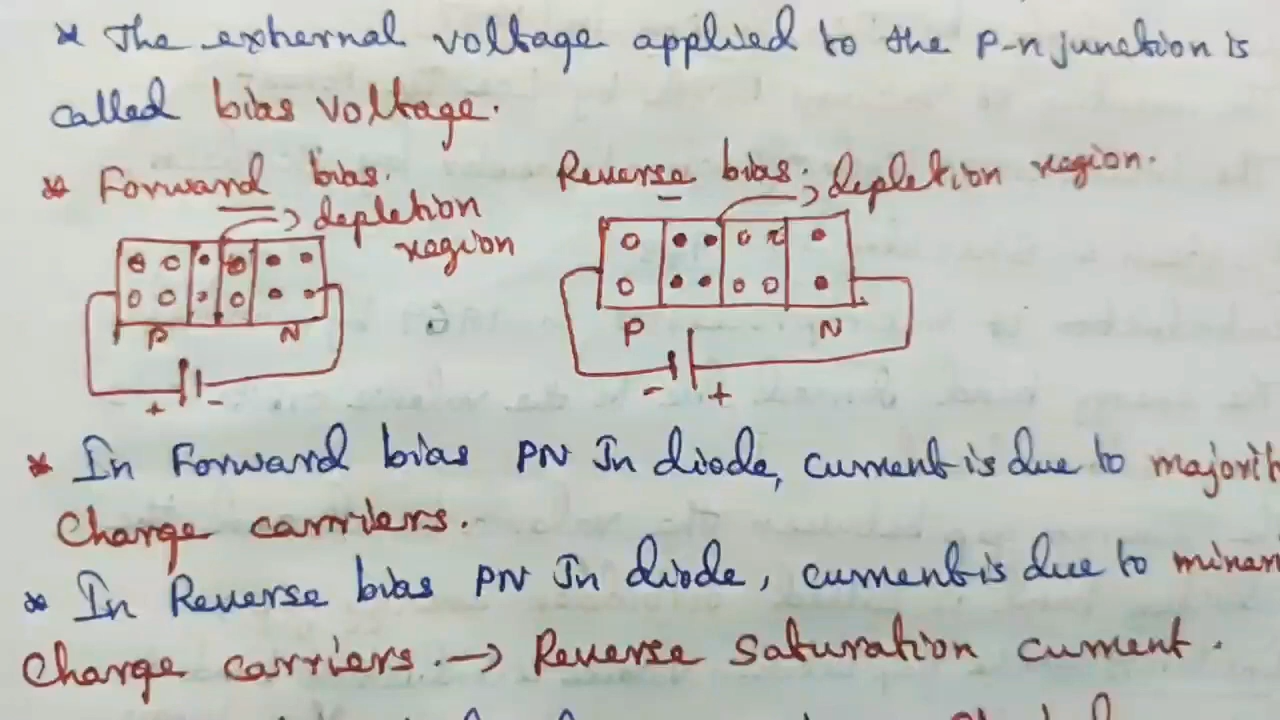 * The external voltage applied to the p-n junction is
called bias voltage.
* Forward bias.
Reverse bias.
depletion region.
depletion
region
P
N
P
N
+
-
-
+
* In Forward bias PN Jn diode, current is due to majorit
Charge carriers.
* In Reverse bias PN Jn diode, current is due to minari
Charge carriers. → Reverse saturation current.